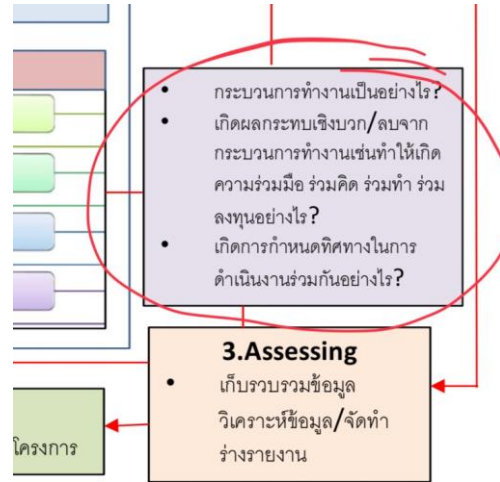 • กระบวนการทำงานเป็นอย่างไร?
• เกิดผลกระทบเชิงบวก/ลบจาก
กระบวนการทำงานเช่นทำให้เกิด
ความร่วมมือ ร่วมคิด ร่วมทำ ร่วม
ลงทุนอย่างไร?
• เกิดการกำหนดทิศทางในการ
ดำเนินงานร่วมกันอย่างไร?
3.Assessing
• เก็บรวบรวมข้อมูล
วิเคราะห์ข้อมูล/จัดทำ
ร่างรายงาน
โครงการ